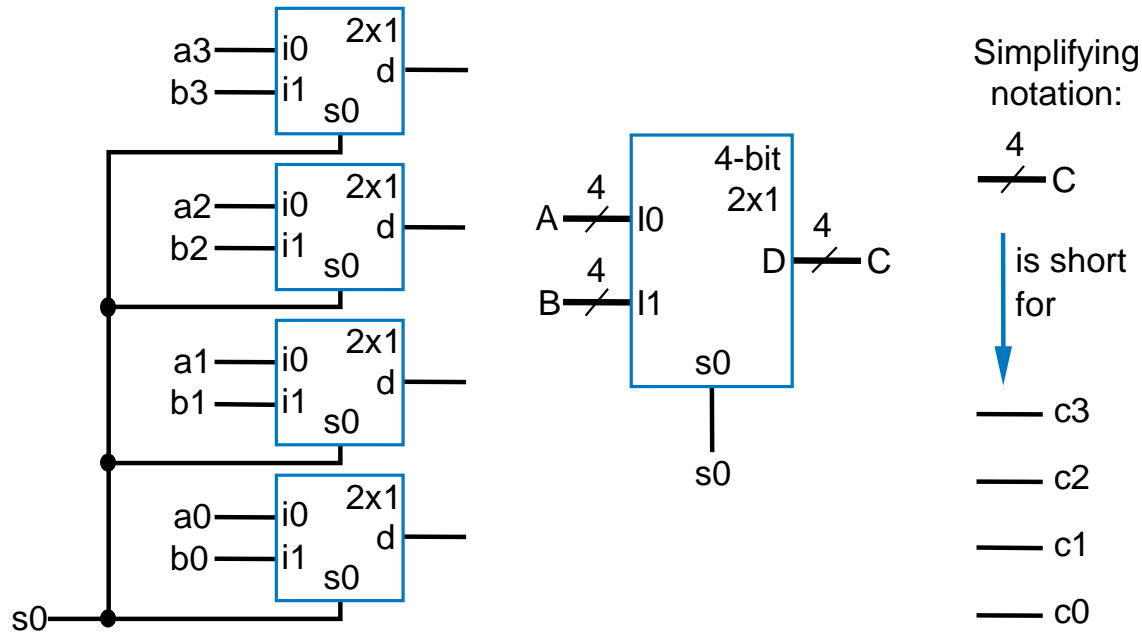 2x1
a3
i0
d
b3
i1
s0
2x1
a2
i0
d
b2
i1
s0
2x1
a1
i0
d
b1
i1
s0
2x1
a0
i0
d
b0
i1
s0
s0
4-bit
2x1
4
A
I0
4
D
C
4
B
I1
s0
s0
Simplifying
notation:
4
C
is short
for
c3
c2
c1
c0